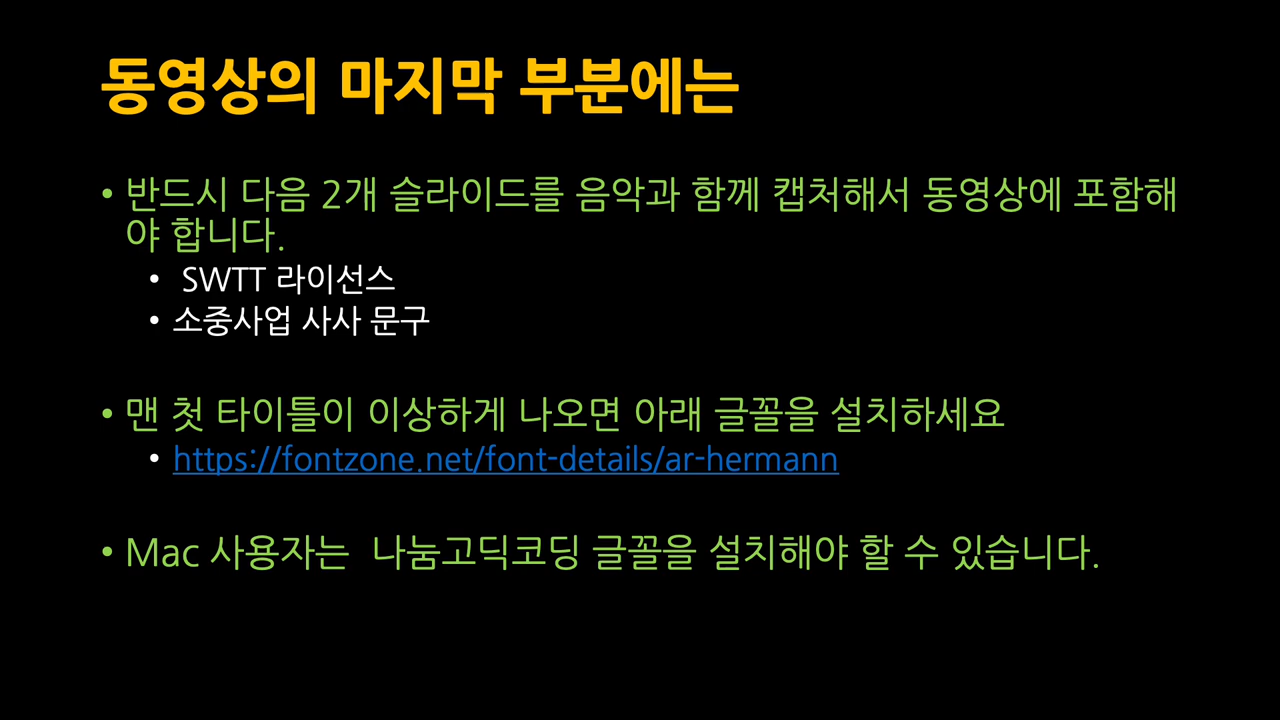 동영상의 마지막 부분에는
• 반드시 다음 2개 슬라이드를 음악과 함께 캡처해서 동영상에 포함해
야 합니다.
• SWTT 라이선스
• 소중사업 사사 문구
• 맨 첫 타이틀이 이상하게 나오면 아래 글꼴을 설치하세요
• https://fontzone.net/font-details/ar-hermann
• Mac 사용자는 나눔고딕코딩 글꼴을 설치해야 할 수 있습니다.